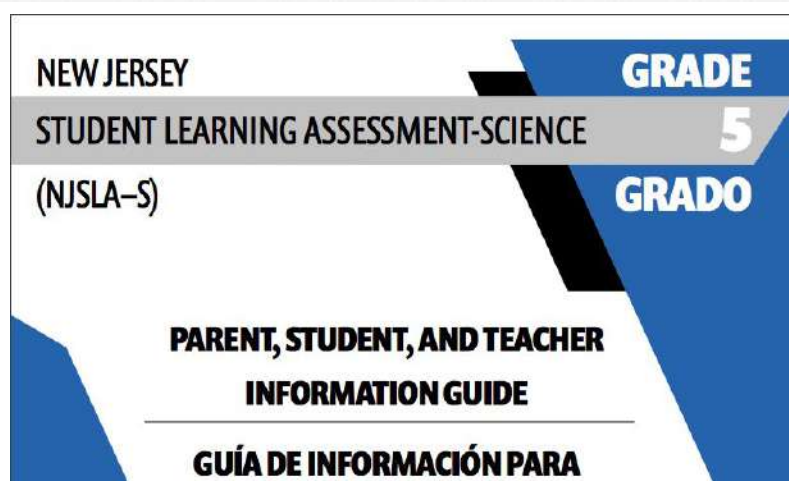 NEW JERSEY
STUDENT LEARNING ASSESSMENT-SCIENCE
(NJSLA–S)
GRADE
5
GRADO
PARENT, STUDENT, AND TEACHER
INFORMATION GUIDE
GUÍA DE INFORMACIÓN PARA